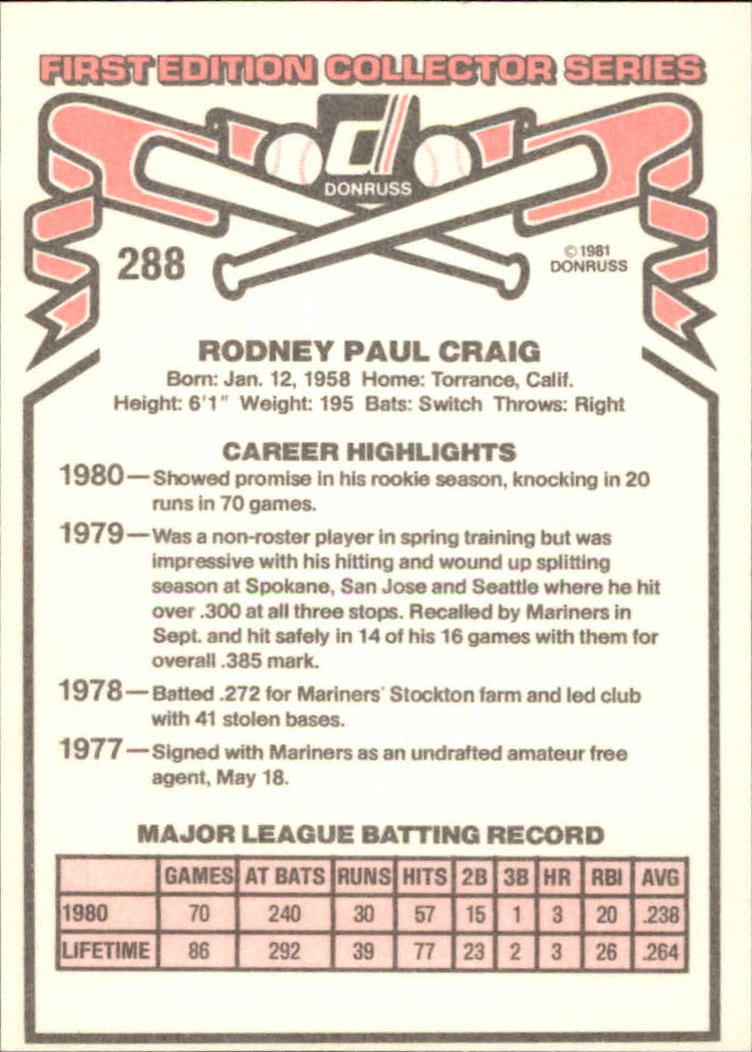 FIRST EDITION COLLECTOR SERIES
d
DONRUSS
288
© 1981
DONRUSS
RODNEY PAUL CRAIG
Born: Jan. 12, 1958 Home: Torrance, Calif.
Height: 6'1" Weight: 195 Bats: Switch Throws: Right
CAREER HIGHLIGHTS
1980—Showed promise in his rookie season, knocking in 20
runs in 70 games.
1979—Was a non-roster player in spring training but was
impressive with his hitting and wound up splitting
season at Spokane, San Jose and Seattle where he hit
over .300 at all three stops. Recalled by Mariners in
Sept. and hit safely in 14 of his 16 games with them for
overall .385 mark.
1978—Batted .272 for Mariners' Stockton farm and led club
with 41 stolen bases.
1977—Signed with Mariners as an undrafted amateur free
agent, May 18.
MAJOR LEAGUE BATTING RECORD
GAMES AT BATS RUNS HITS 2B 3B HR RBI AVG
1980 70 240 30 57 15 1 3 20 .238
LIFETIME 86 292 39 77 23 2 3 26 .264